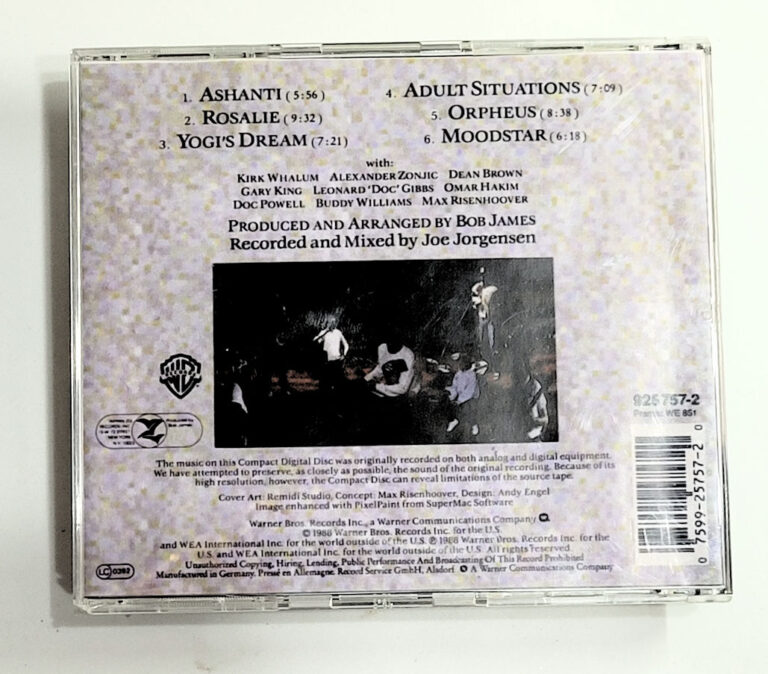 1. ASHANTI (5:56)
2. ROSALIE (9:32)
3. YOGI'S DREAM (7:21)
4. ADULT SITUATIONS (7:09)
5. ORPHEUS (8:38)
6. MOODSTAR (6:18)
with:
KIRK WHALUM ALEXANDER ZONJIC DEAN BROWN
GARY KING LEONARD 'DOC' GIBBS OMAR HAKIM
DOC POWELL BUDDY WILLIAMS MAX RISENHOOVER
PRODUCED AND ARRANGED BY BOB JAMES
Recorded and Mixed by Joe Jorgensen
925757-2
France: WE 851
The music on this Compact Digital Disc was originally recorded on both analog and digital equipment.
We have attempted to preserve, as closely as possible, the sound of the original recording. Because of its
high resolution, however, the Compact Disc can reveal limitations of the source tape.
Cover Art: Remidi Studio, Concept: Max Risenhoover, Design: Andy Engel
Image enhanced with PixelPaint from SuperMac Software
Warner Bros. Records Inc., a Warner Communications Company
© 1988 Warner Bros. Records Inc. for the U.S.
and WEA International Inc. for the world outside of the U.S. ℗ 1988 Warner Bros. Records Inc. for the
U.S. and WEA International Inc. for the world outside of the U.S. All rights reserved.
Unauthorized Copying, Hiring, Lending, Public Performance And Broadcasting Of This Record Prohibited
Manufactured in Germany. Pressé en Allemagne. Record Service GmbH, Alsdorf. A Warner Communications Company
LC 0392
0 7599-25757-2 0